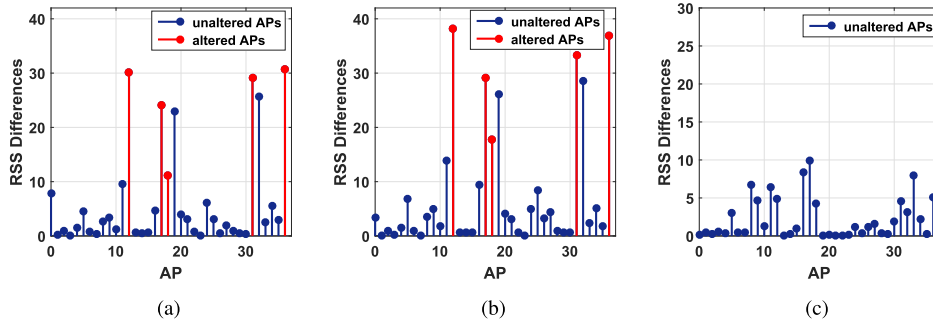 40
30
20
10
0
RSS Differences
unaltered APs
altered APs
0 10 20 30
AP
(a)
40
30
20
10
0
RSS Differences
unaltered APs
altered APs
0 10 20 30
AP
(b)
30
25
20
15
10
5
0
RSS Differences
unaltered APs
0 10 20 30
AP
(c)